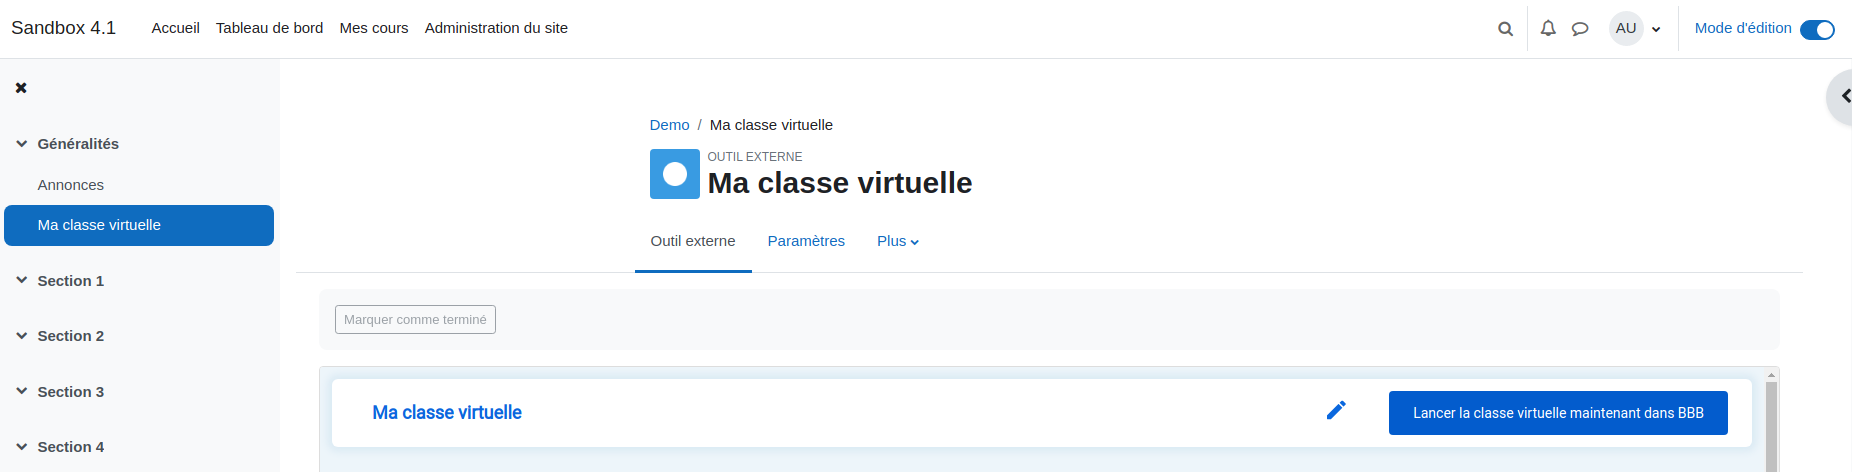 Sandbox 4.1 Accueil Tableau de bord Mes cours Administration du site AU Mode d'édition
Généralités
Annonces
Ma classe virtuelle
Section 1
Section 2
Section 3
Section 4
Demo / Ma classe virtuelle
OUTIL EXTERNE
Ma classe virtuelle
Outil externe Paramètres Plus
Marquer comme terminé
Ma classe virtuelle Lancer la classe virtuelle maintenant dans BBB